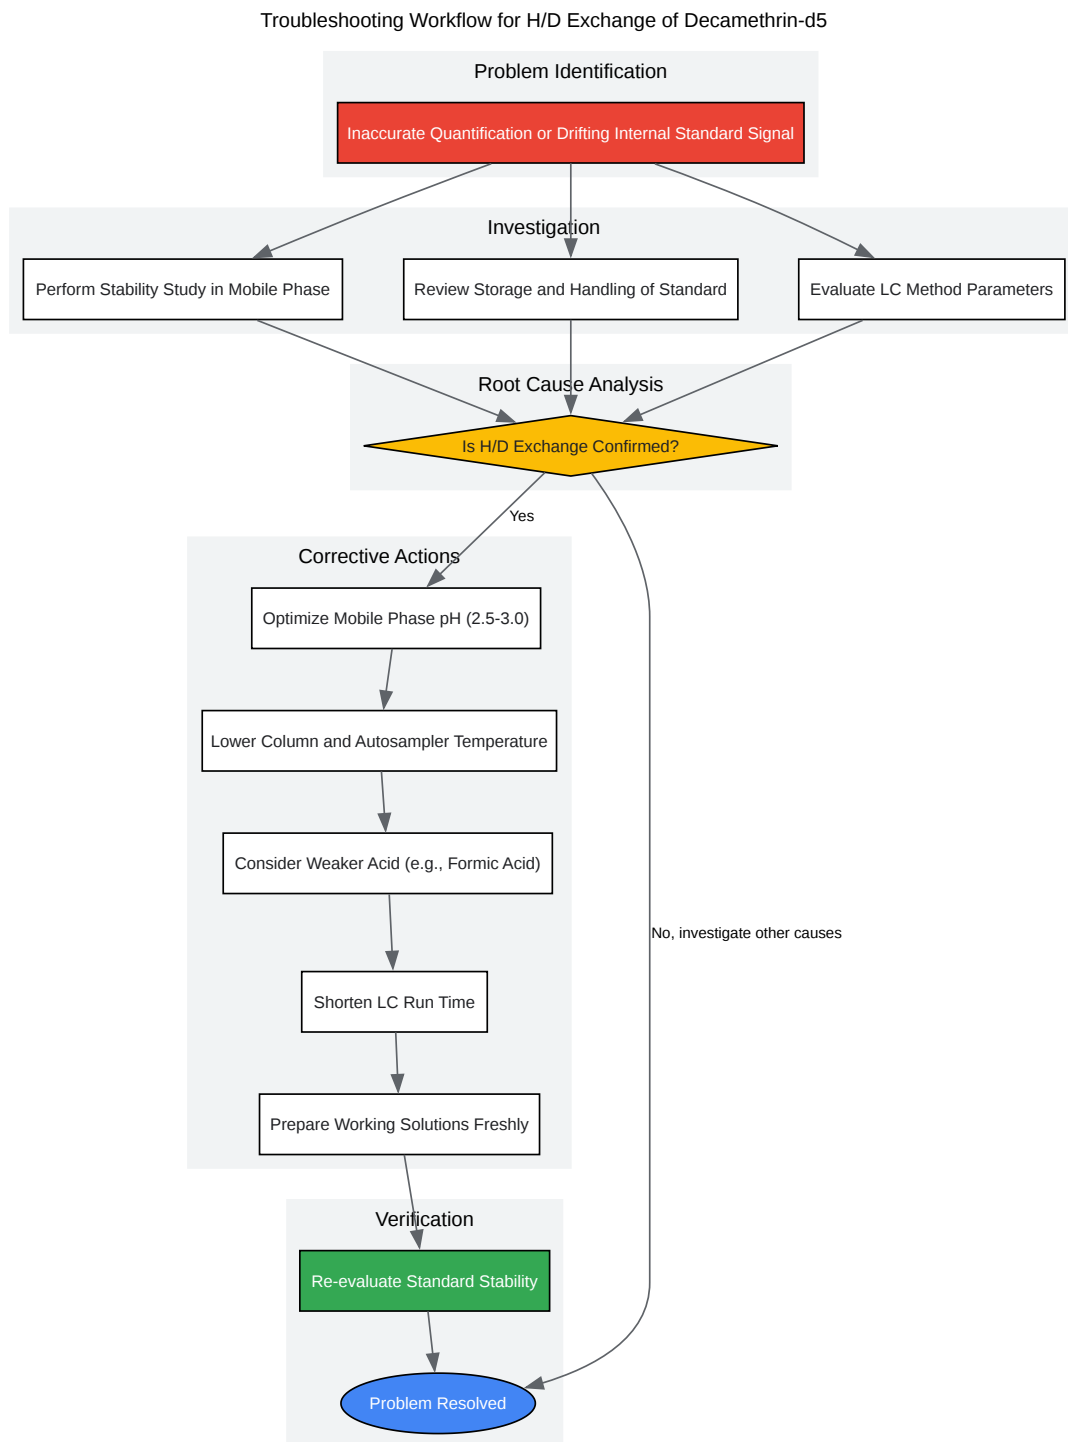 Troubleshooting Workflow for H/D Exchange of Decamethrin-d5
Problem Identification
Inaccurate Quantification or Drifting Internal Standard Signal
Investigation
Perform Stability Study in Mobile Phase
Review Storage and Handling of Standard
Evaluate LC Method Parameters
Root Cause Analysis
Is H/D Exchange Confirmed?
Yes
Corrective Actions
Optimize Mobile Phase pH (2.5-3.0)
Lower Column and Autosampler Temperature
Consider Weaker Acid (e.g., Formic Acid)
No, investigate other causes
Shorten LC Run Time
Prepare Working Solutions Freshly
Verification
Re-evaluate Standard Stability
Problem Resolved